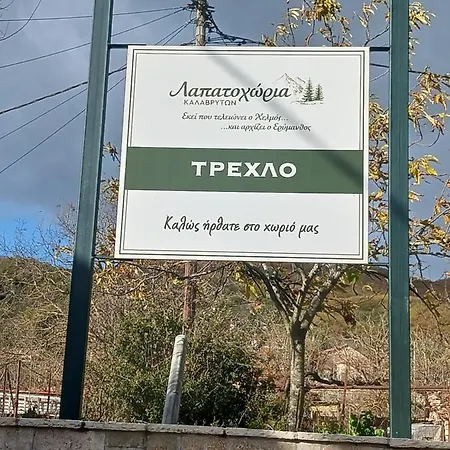 Λαπατοχώρια
ΚΑΛΑΒΡΥΤΩΝ
Εκεί που τελειώνει ο Χελμός...
...και αρχίζει ο Ερύμανθος
ΤΡΕΧΛΟ
Καλώς ήρθατε στο χωριό μας